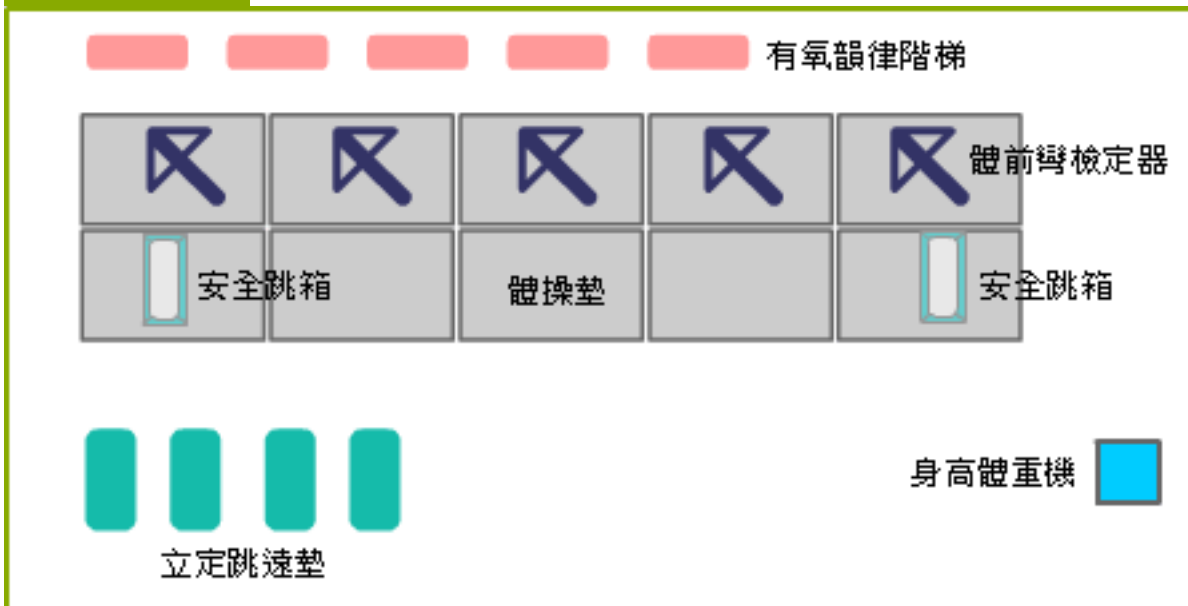 有氧韻律階梯
體前彎檢定器
安全跳箱
體操墊
安全跳箱
身高體重機
立定跳遠墊